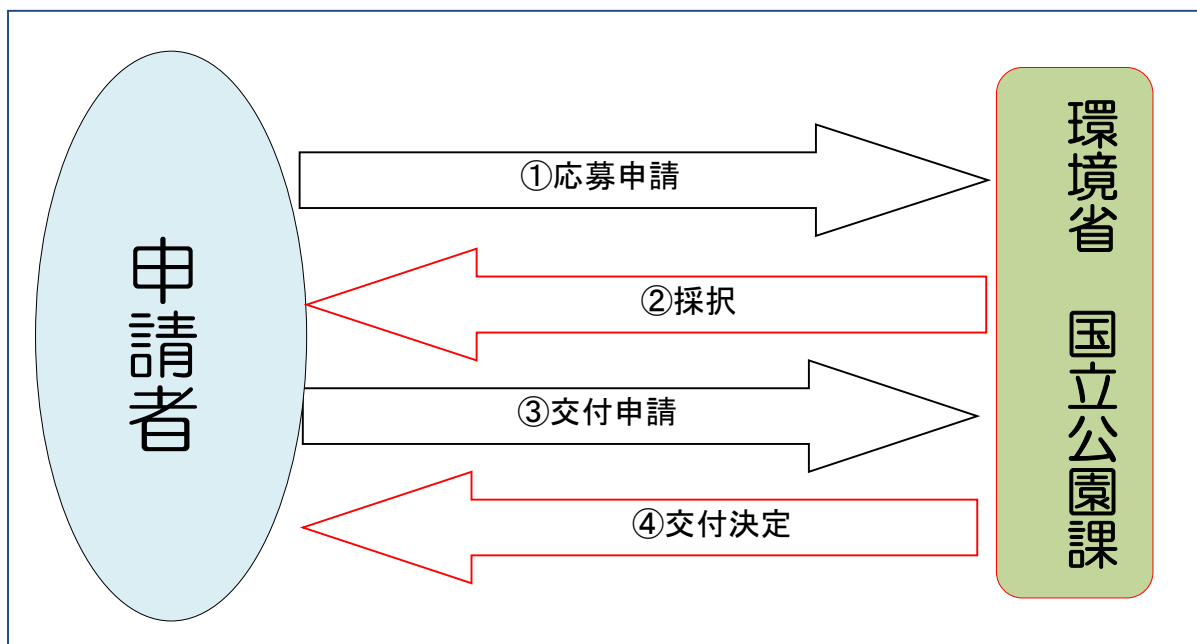 申請者
①応募申請
②採択
③交付申請
④交付決定
環境省　国立公園課